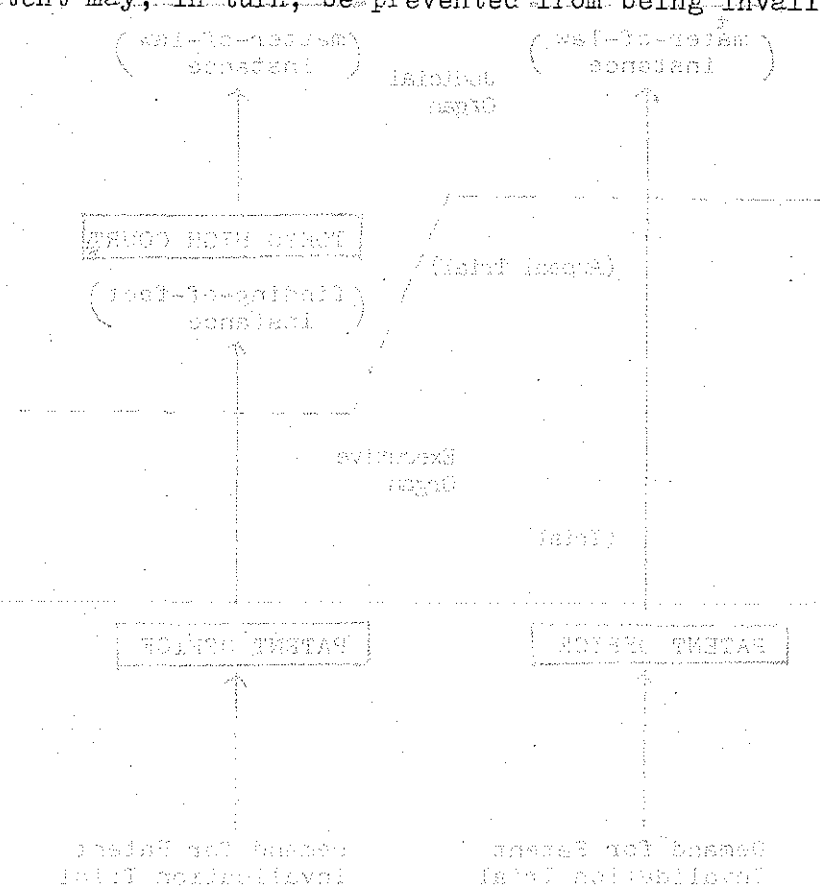 tent may, in turn, be prevented from being invali
(matter-of-law instance)
(matter-of-law instance)
Judicial
Organ
TOKYO HIGH COURT
(Appeal Trial)
(finding-of-fact instance)
Executive
Organ
(Trial)
PATENT OFFICE
PATENT OFFICE
Demand for Patent
Invalidation Trial
Demand for Patent
Invalidation Trial